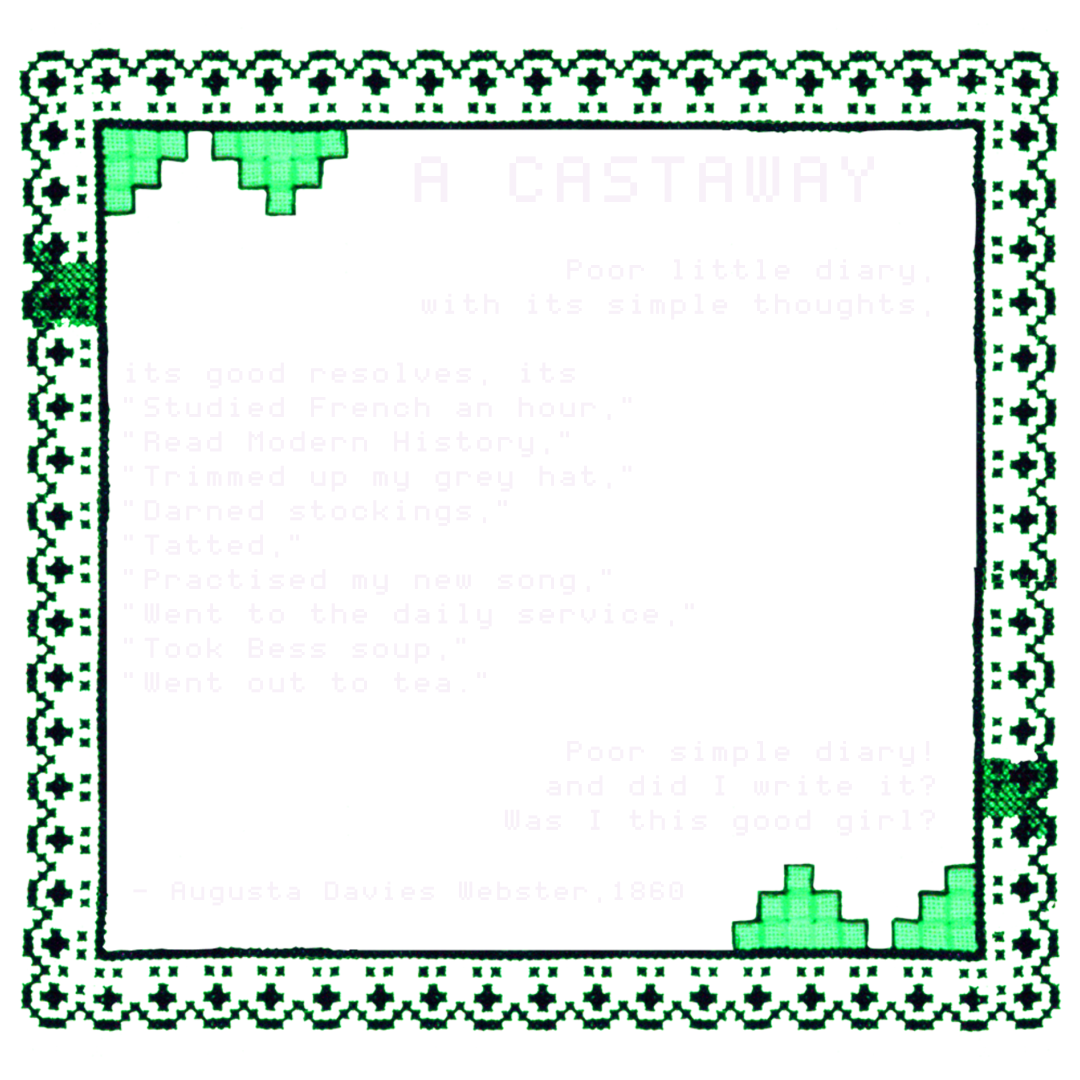 A CASTAWAY
Poor little diary,
with its simple thoughts,
its good resolves, its
"Studied French an hour,"
"Read Modern History,"
"Trimmed up my grey hat,"
"Darned stockings,"
"Tatted,"
"Practised my new song,"
"Went to the daily service,"
"Took Bess soup,"
"Went out to tea."
Poor simple diary!
and did I write it?
Was I this good girl?
- Augusta Davies Webster,1860